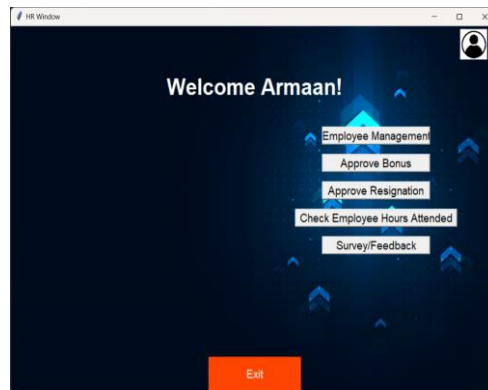 HR Window
Welcome Armaan!
Employee Management
Approve Bonus
Approve Resignation
Check Employee Hours Attended
Survey/Feedback
Exit